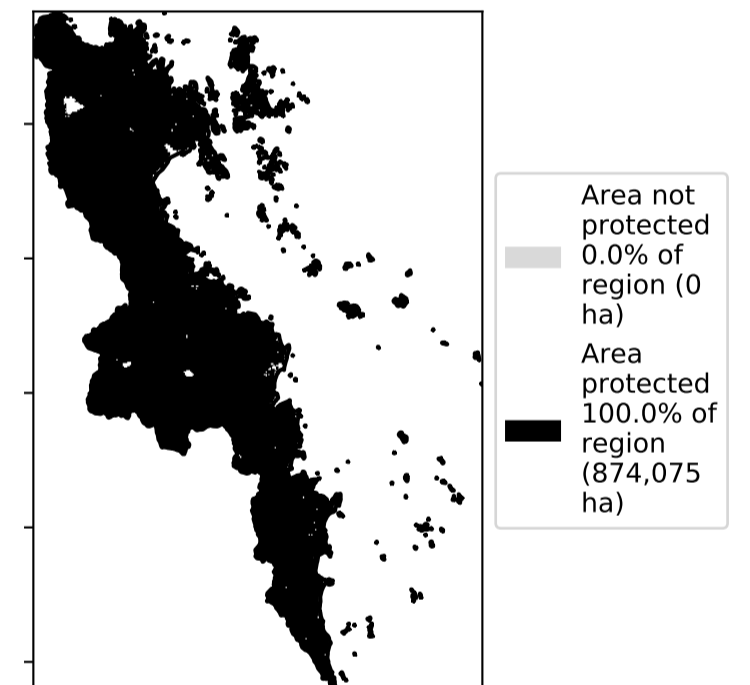 Area not
protected
0.0% of
region (0
ha)
Area
protected
100.0% of
region
(874,075
ha)